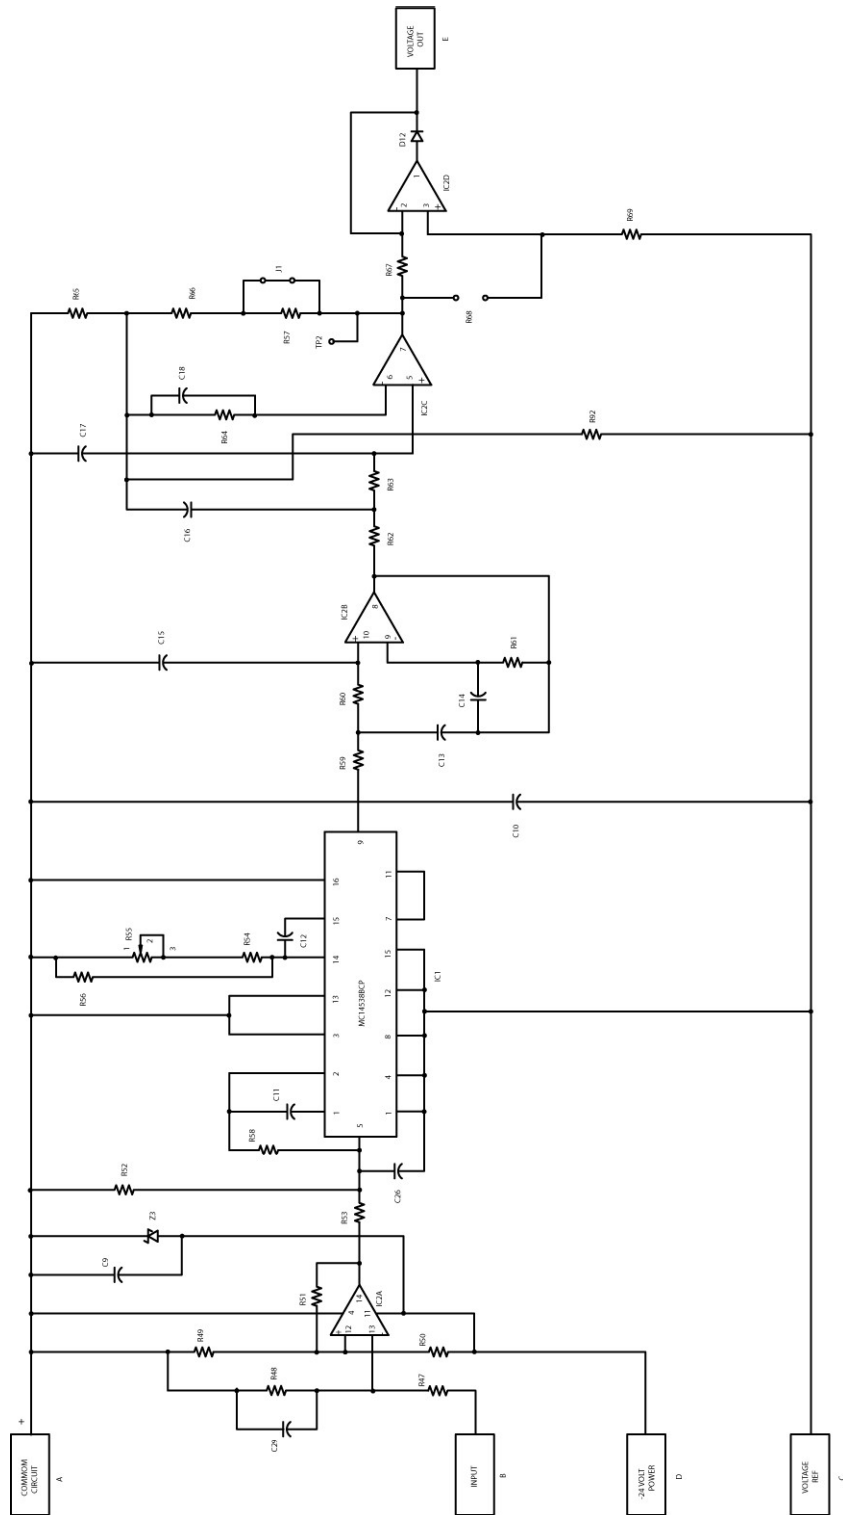 VOLTAGE
OUT
E
D12
1
IC2D
2
-
3
+
R69
R67
R68
R65
R66
J1
R57
TP2
7
6
-
5
+
IC2C
C18
R64
C17
R92
R63
C16
R62
IC2B
8
+
10
9
-
C15
R61
C14
R60
C13
R59
C10
9
16
15
14
13
3
2
1
5
11
7
15
12
8
4
1
MC14538BCP
IC1
1
R55
2
3
R54
C12
R56
C11
R58
C26
R52
R53
Z3
C9
R51
14
IC2A
4
11
+
12
13
-
R49
R50
R48
R47
C29
+
COMMOM
CIRCUIT
A
INPUT
B
-24 VOLT
POWER
D
VOLTAGE
REF
C